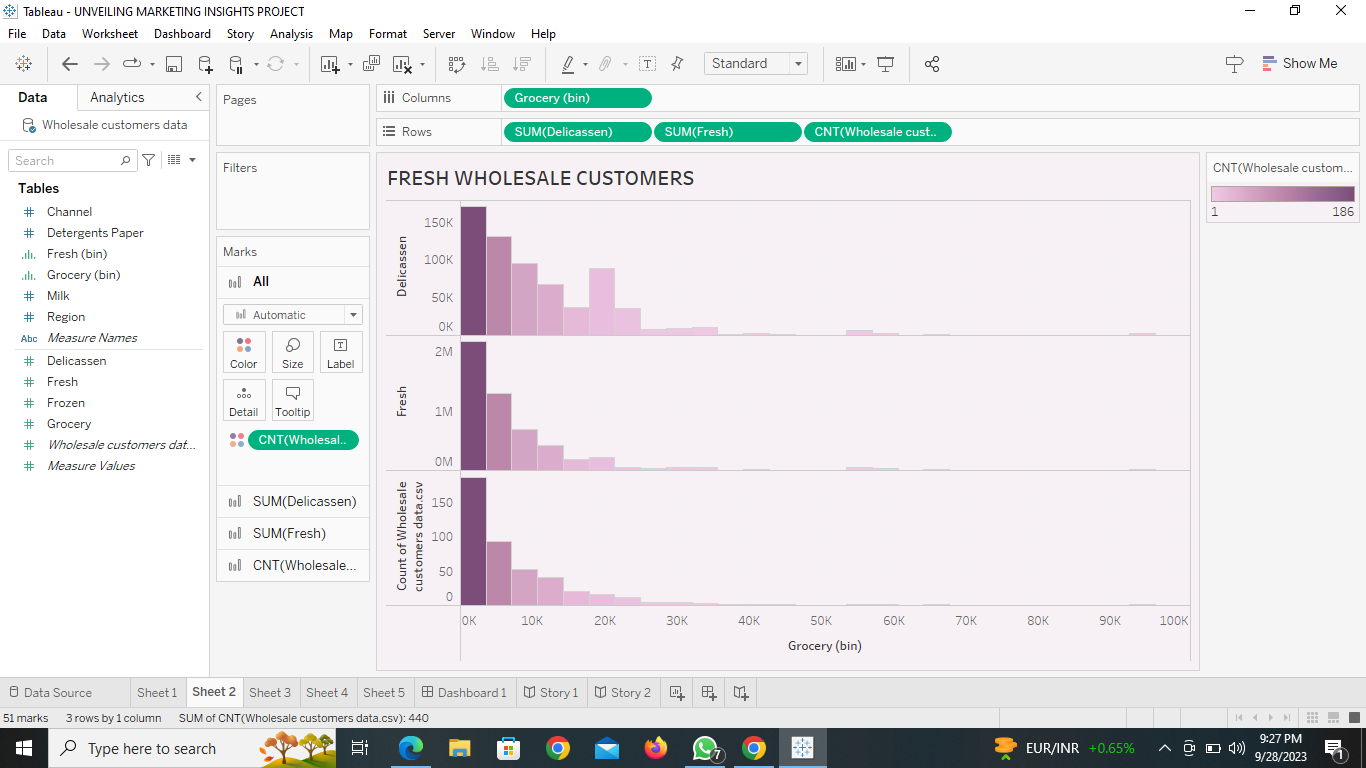 Tableau - UNVEILING MARKETING INSIGHTS PROJECT
File Data Worksheet Dashboard Story Analysis Map Format Server Window Help
Standard
Show Me
Data Analytics
Wholesale customers data
Search
Tables
Channel
Detergents Paper
Fresh (bin)
Grocery (bin)
Milk
Region
Abc Measure Names
Delicassen
Fresh
Frozen
Grocery
Wholesale customers dat...
Measure Values
Pages
Filters
Marks
All
Automatic
Color Size Label
Detail Tooltip
CNT(Wholesal..
SUM(Delicassen)
SUM(Fresh)
CNT(Wholesale...
Columns Grocery (bin)
Rows SUM(Delicassen) SUM(Fresh) CNT(Wholesale cust..
FRESH WHOLESALE CUSTOMERS
Delicassen
150K
100K
50K
0K
Fresh
2M
1M
0M
Count of Wholesale
customers data.csv
150
100
50
0
0K 10K 20K 30K 40K 50K 60K 70K 80K 90K 100K
Grocery (bin)
CNT(Wholesale custom...
1 186
Data Source Sheet 1 Sheet 2 Sheet 3 Sheet 4 Sheet 5 Dashboard 1 Story 1 Story 2
51 marks 3 rows by 1 column SUM of CNT(Wholesale customers data.csv): 440
Type here to search
7
EUR/INR +0.65%
9:27 PM
9/28/2023
1